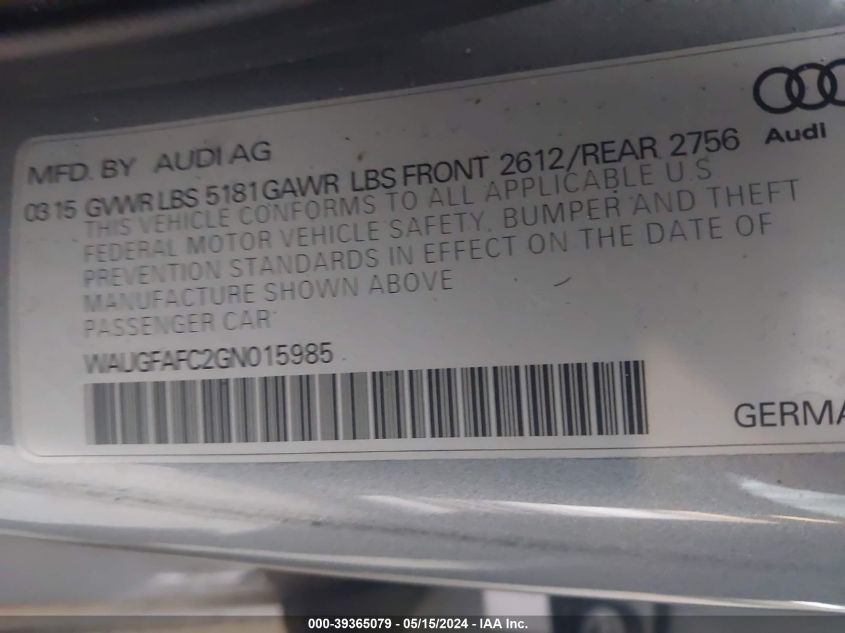 MFD. BY AUDI AG
Audi
03 15 GVWR LBS 5181 GAWR LBS FRONT 2612/REAR 2756
THIS VEHICLE CONFORMS TO ALL APPLICABLE U.S
FEDERAL MOTOR VEHICLE SAFETY, BUMPER AND THEFT
PREVENTION STANDARDS IN EFFECT ON THE DATE OF
MANUFACTURE SHOWN ABOVE
PASSENGER CAR
WAUGFAFC2GN015985
GERMA
000-39365079 - 05/15/2024 - IAA Inc.